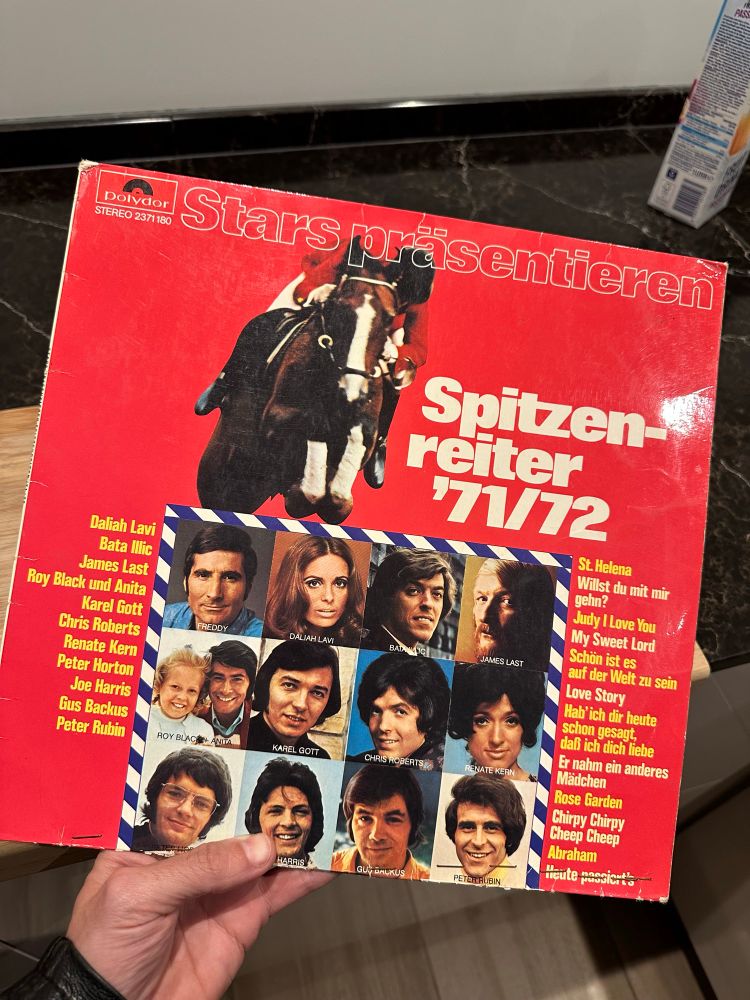 polydor
STEREO 2371180
Stars präsentieren
Spitzen-
reiter
'71/72
Daliah Lavi
Bata Illic
James Last
Roy Black und Anita
Karel Gott
Chris Roberts
Renate Kern
Peter Horton
Joe Harris
Gus Backus
Peter Rubin
FREDDY
DALIAH LAVI
BATA ILLIC
JAMES LAST
ROY BLACK + ANITA
KAREL GOTT
CHRIS ROBERTS
RENATE KERN
HARRIS
GUS BACKUS
PETER RUBIN
St. Helena
Willst du mit mir
gehn?
Judy I Love You
My Sweet Lord
Schön ist es
auf der Welt zu sein
Love Story
Hab' ich dir heute
schon gesagt,
daß ich dich liebe
Er nahm ein anderes
Mädchen
Rose Garden
Chirpy Chirpy
Cheep Cheep
Abraham
Heute passiert's